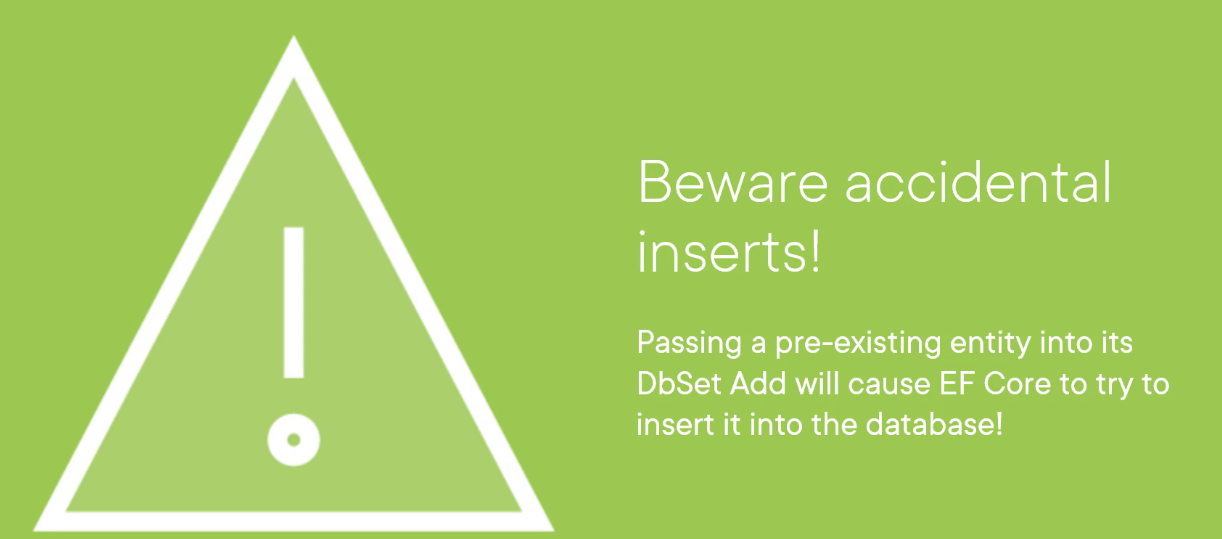 Beware accidental
inserts!
Passing a pre-existing entity into its
DbSet Add will cause EF Core to try to
insert it into the database!